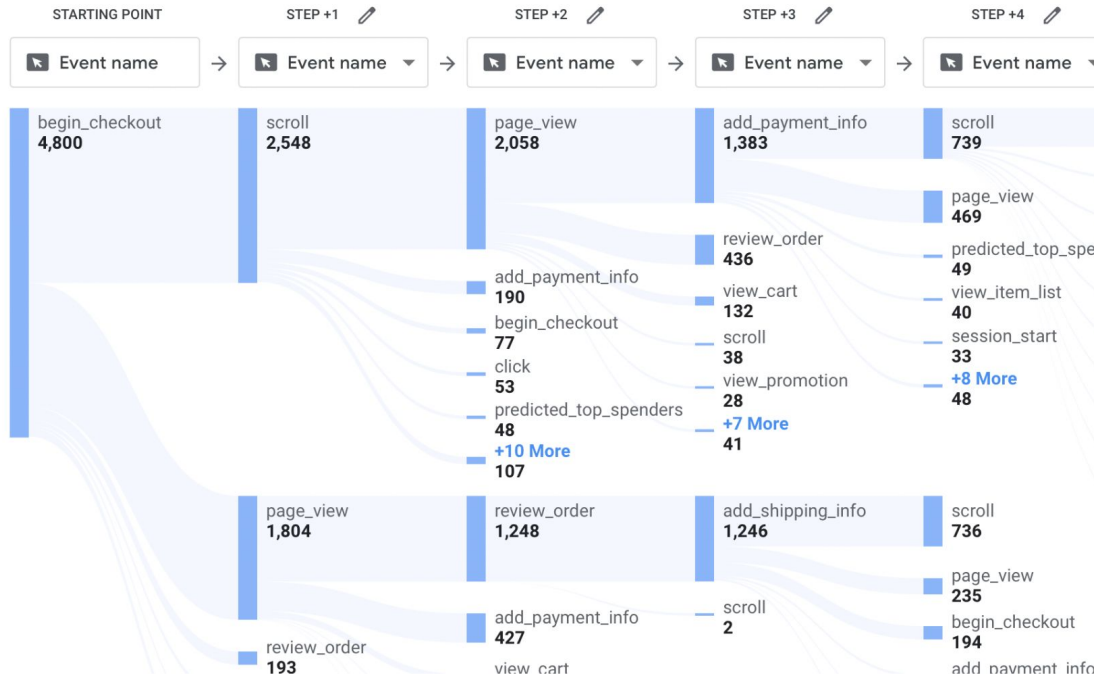 STARTING POINT
STEP +1
STEP +2
STEP +3
STEP +4
Event name
Event name
Event name
Event name
Event name
begin_checkout
4,800
scroll
2,548
page_view
1,804
review_order
193
page_view
2,058
add_payment_info
190
begin_checkout
77
click
53
predicted_top_spenders
48
+10 More
107
review_order
1,248
add_payment_info
427
view_cart
add_payment_info
1,383
review_order
436
view_cart
132
scroll
38
view_promotion
28
+7 More
41
add_shipping_info
1,246
scroll
2
scroll
739
page_view
469
predicted_top_spe
49
view_item_list
40
session_start
33
+8 More
48
scroll
736
page_view
235
begin_checkout
194
add_payment_info